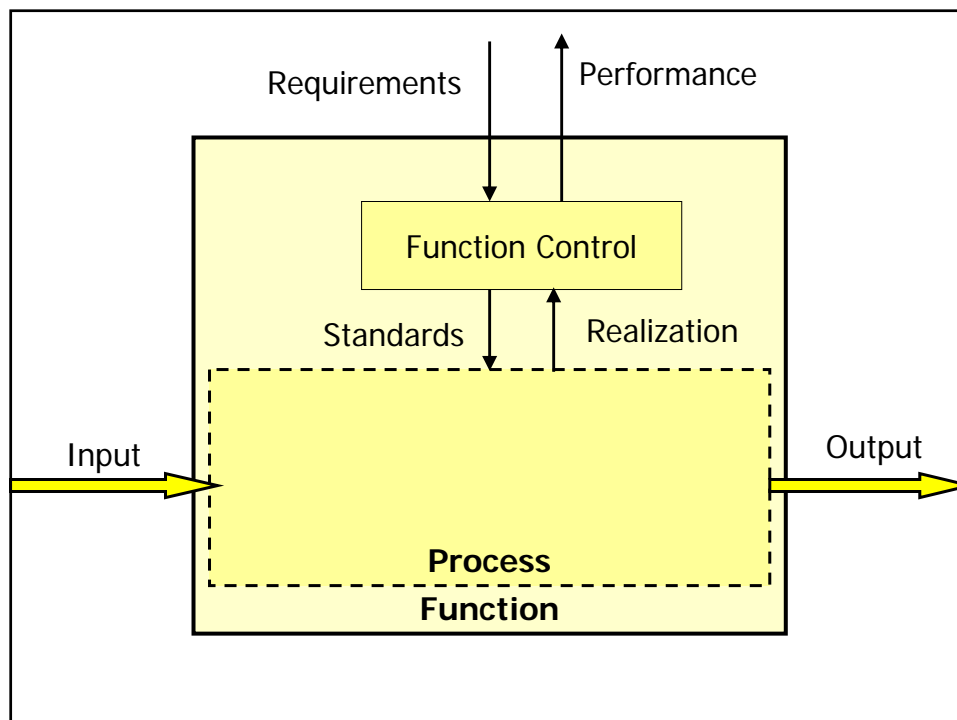 Requirements
Performance
Function Control
Standards
Realization
Input
Output
Process
Function